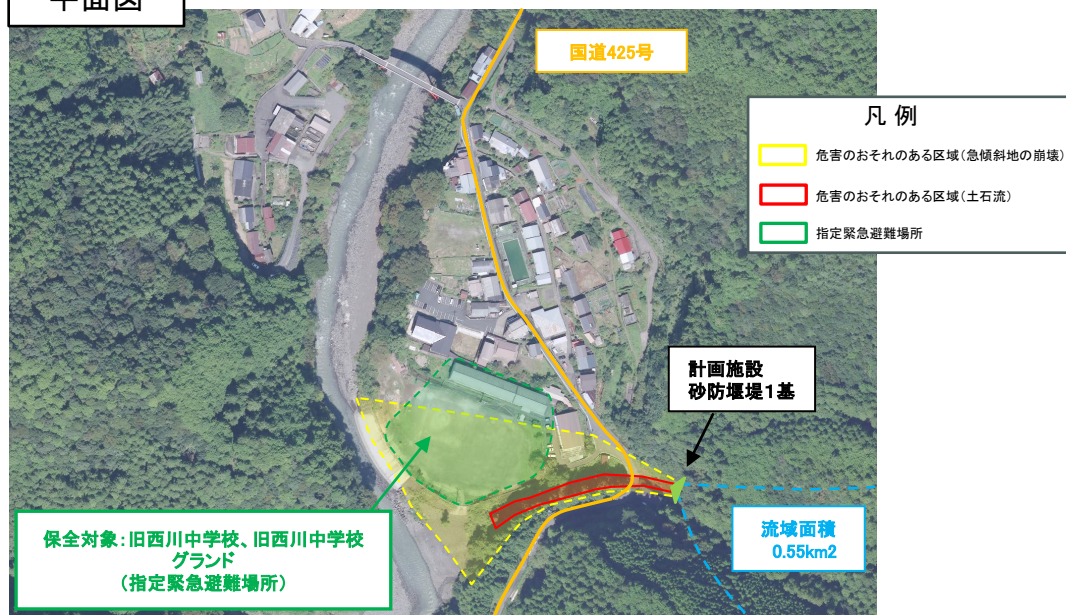 平面図
国道425号
凡 例
危害のおそれのある区域(急傾斜地の崩壊)
危害のおそれのある区域(土石流)
指定緊急避難場所
計画施設
砂防堰堤1基
保全対象:旧西川中学校、旧西川中学校
グランド
(指定緊急避難場所)
流域面積
0.55km2